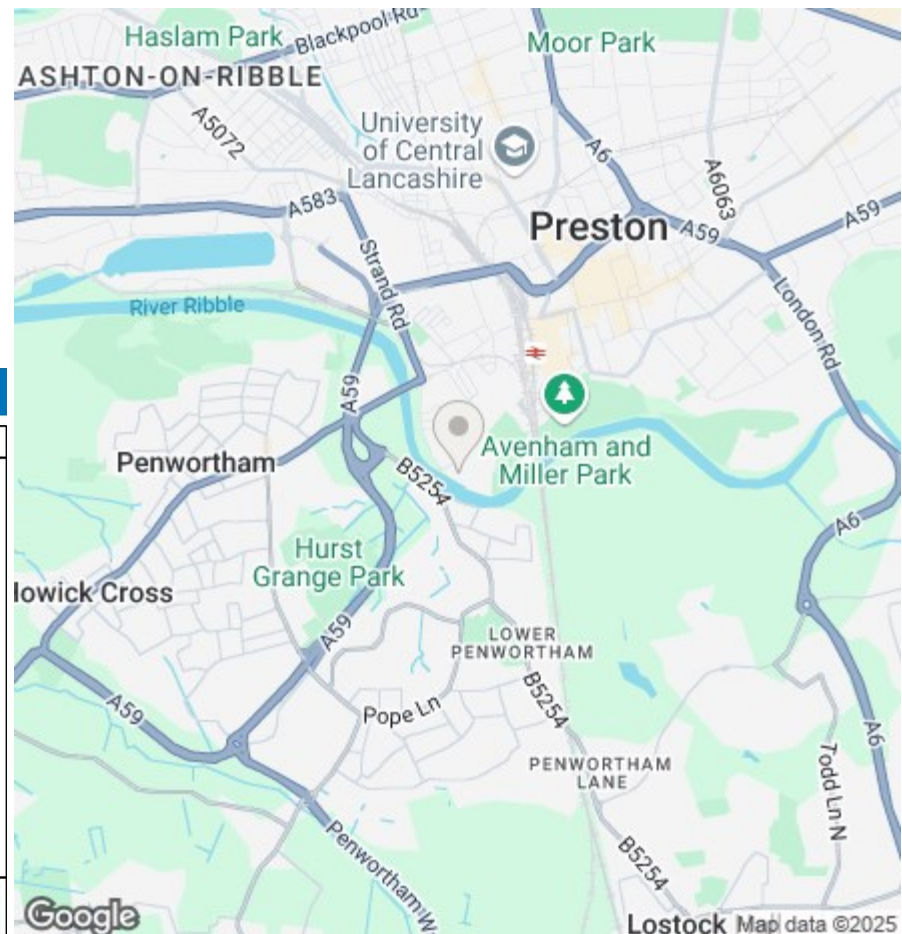 Haslam Park
Blackpool Rd
Moor Park
ASHTON-ON-RIBBLE
A5072
University
of Central
Lancashire
A6
A6063
A583
Preston
A59
A59
Strand Rd
River Ribble
London Rd
A59
Avenham and
Miller Park
Penwortham
B5254
A6
Hurst
Grange Park
lowick Cross
A59
LOWER
PENWORTHAM
B5254
A59
Pope Ln
A6
PENWORTHAM
LANE
Todd Ln N
Penwortham W
B5254
Google
Lostock
Map data ©2025